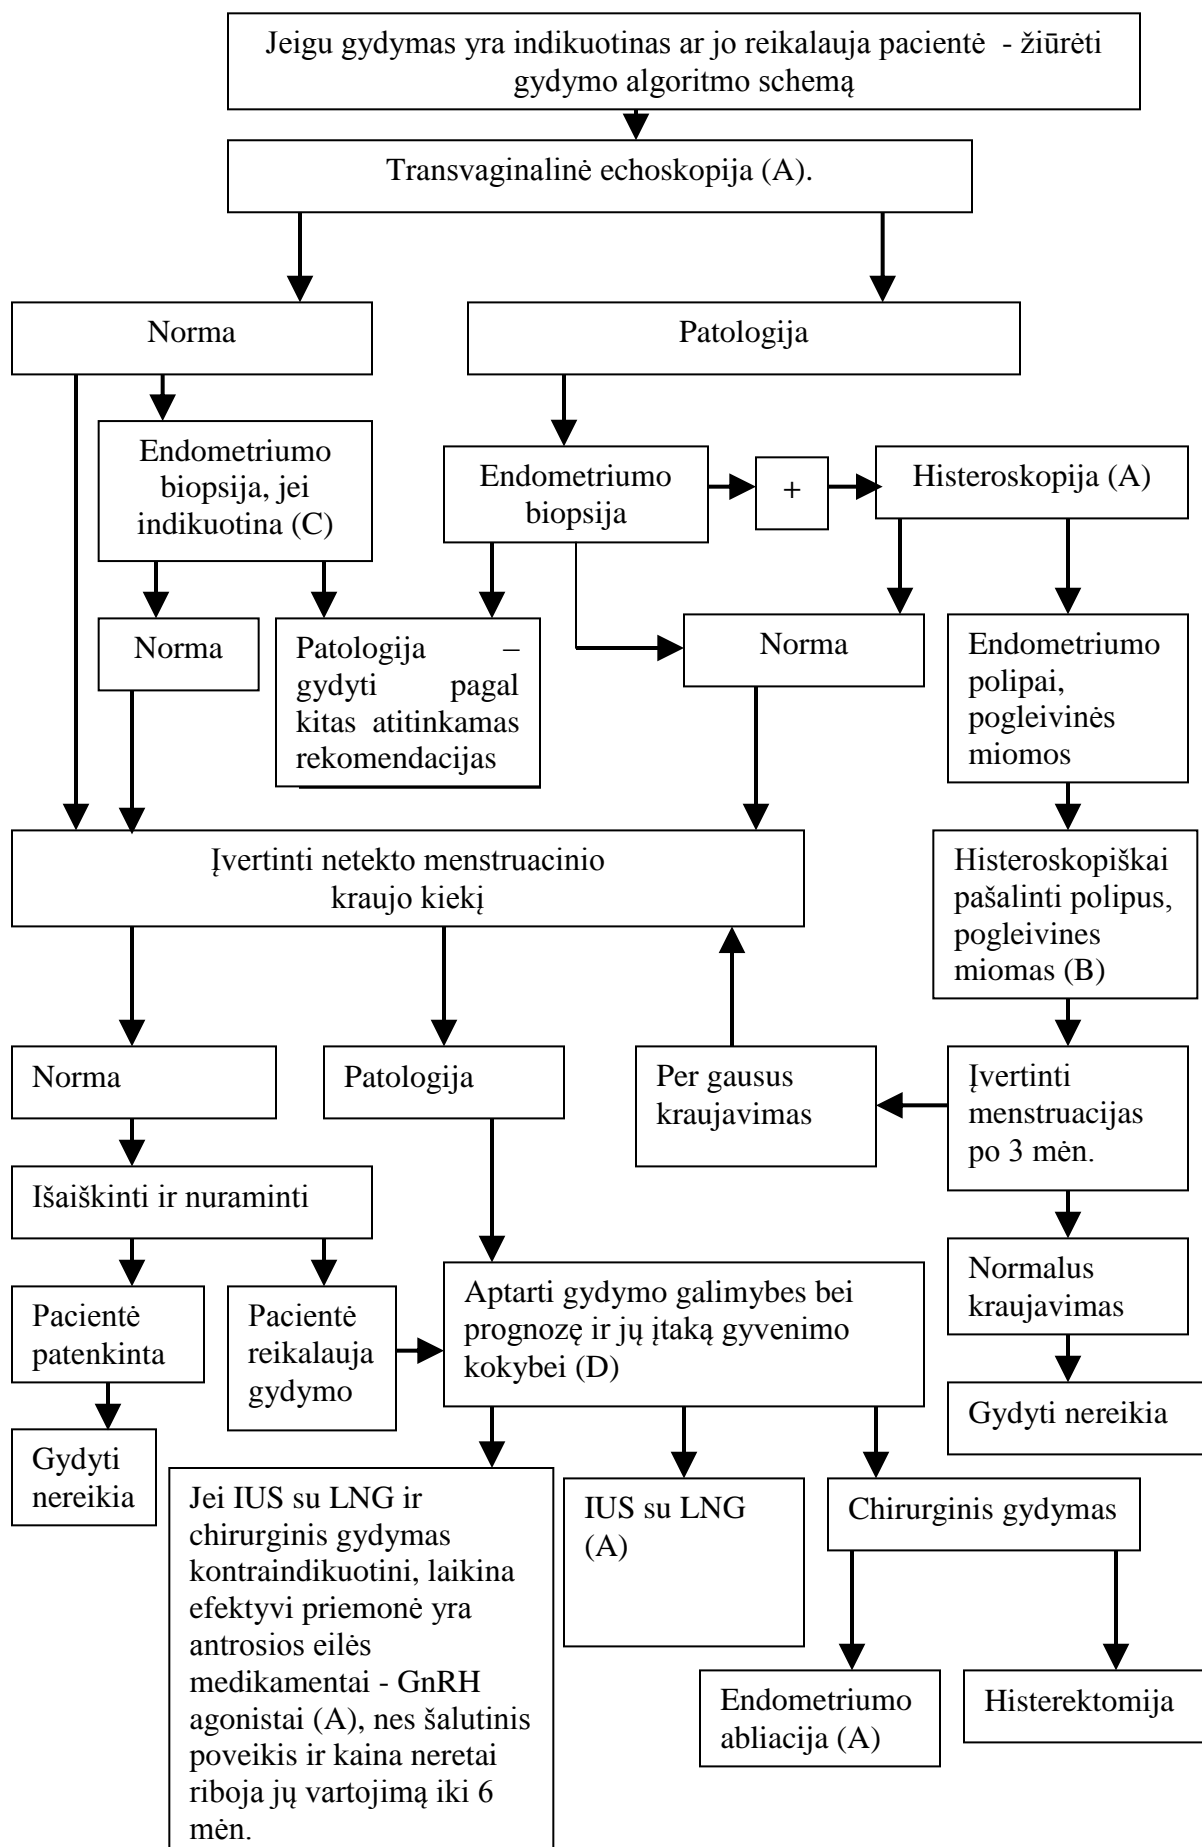 Jeigu gydymas yra indikuotinas ar jo reikalauja pacientė - žiūrėti
gydymo algoritmo schemą
Transvaginalinė echoskopija (A).
Norma
Patologija
Endometriumo
biopsija, jei
indikuotina (C)
Endometriumo
biopsija
+
Histeroskopija (A)
Norma
Patologija –
gydyti pagal
kitas atitinkamas
rekomendacijas
Norma
Endometriumo
polipai,
pogleivinės
miomos
Įvertinti netekto menstruacinio
kraujo kiekį
Histeroskopiškai
pašalinti polipus,
pogleivines
miomas (B)
Norma
Patologija
Per gausus
kraujavimas
Įvertinti
menstruacijas
po 3 mėn.
Išaiškinti ir nuraminti
Pacientė
patenkinta
Pacientė
reikalauja
gydymo
Aptarti gydymo galimybes bei
prognozę ir jų įtaką gyvenimo
kokybei (D)
Normalus
kraujavimas
Gydyti nereikia
Gydyti
nereikia
Jei IUS su LNG ir
chirurginis gydymas
kontraindikuotini, laikina
efektyvi priemonė yra
antrosios eilės
medikamentai - GnRH
agonistai (A), nes šalutinis
poveikis ir kaina neretai
riboja jų vartojimą iki 6
mėn.
IUS su LNG
(A)
Chirurginis gydymas
Endometriumo
abliacija (A)
Histerektomija